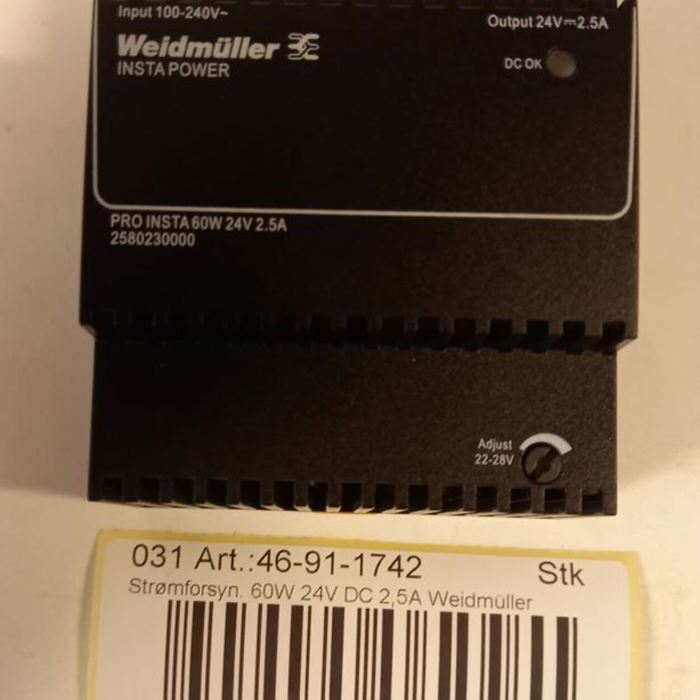 Input 100-240V~
Output 24V⎓2.5A
Weidmüller
INSTA POWER
DC OK
PRO INSTA 60W 24V 2.5A
2580230000
Adjust
22-28V
031 Art.:46-91-1742
Stk
Strømforsyn. 60W 24V DC 2,5A Weidmüller